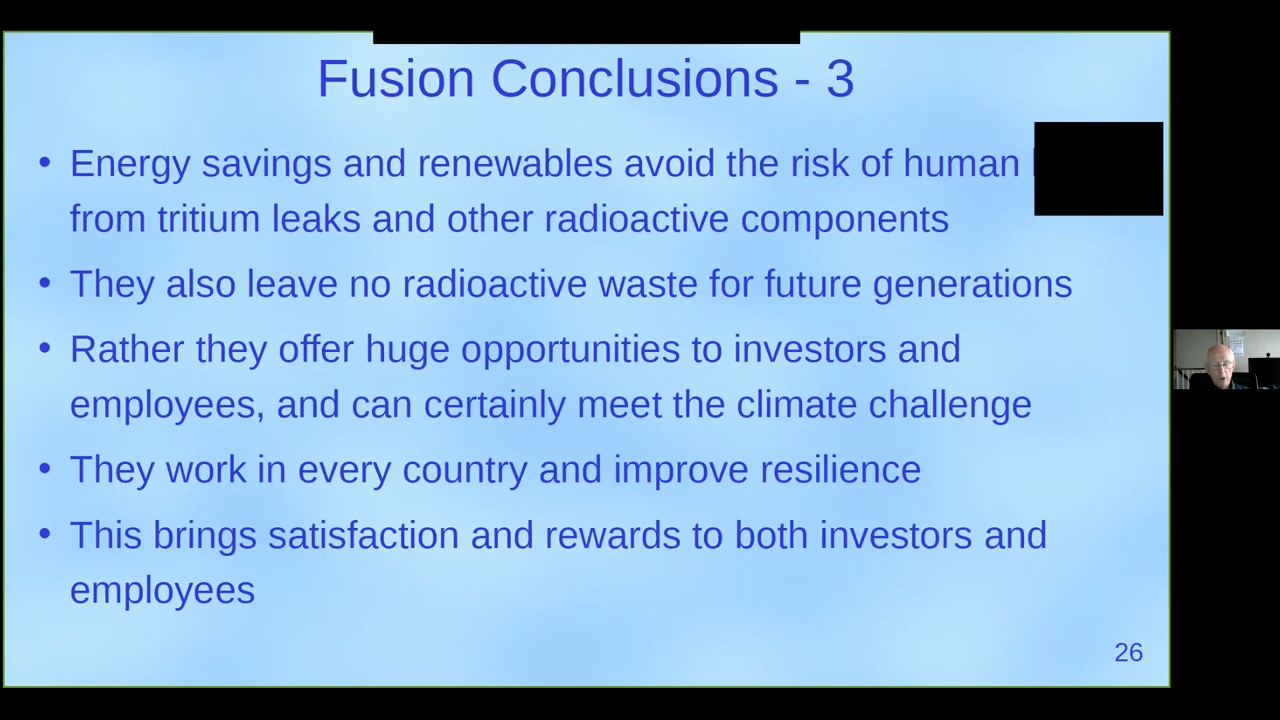 Fusion Conclusions - 3
• Energy savings and renewables avoid the risk of human
from tritium leaks and other radioactive components
• They also leave no radioactive waste for future generations
• Rather they offer huge opportunities to investors and
employees, and can certainly meet the climate challenge
• They work in every country and improve resilience
• This brings satisfaction and rewards to both investors and
employees
26